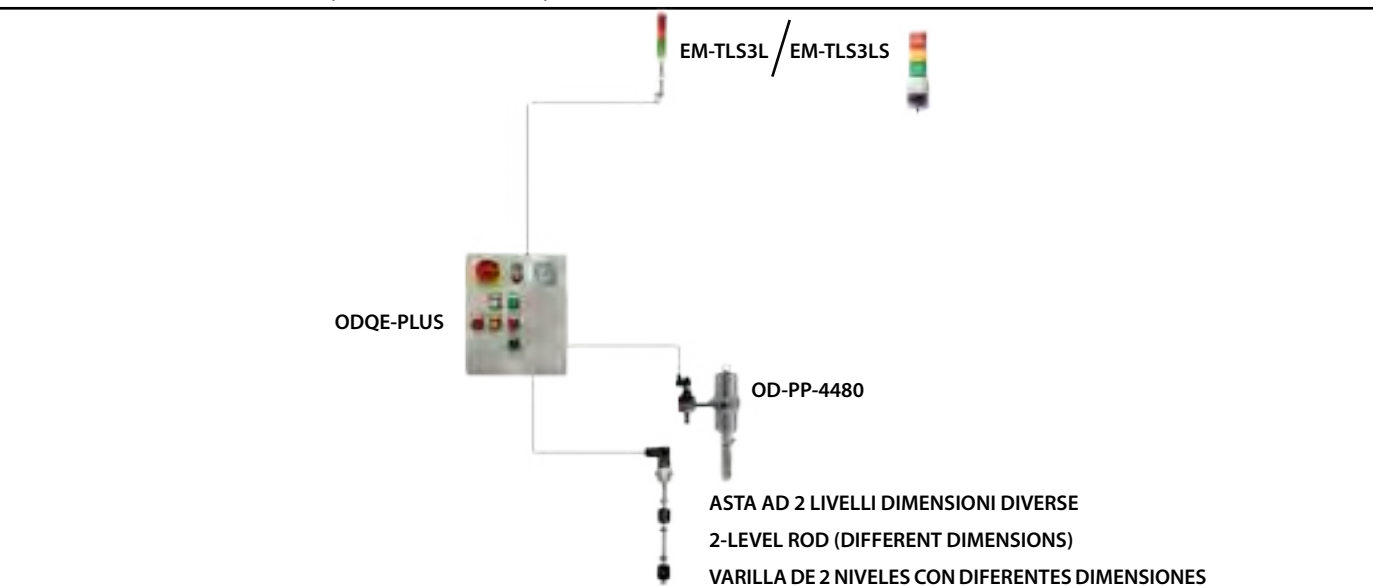 EM-TLS3L / EM-TLS3LS
ODQE-PLUS
OD-PP-4480
ASTA AD 2 LIVELLI DIMENSIONI DIVERSE
2-LEVEL ROD (DIFFERENT DIMENSIONS)
VARILLA DE 2 NIVELES CON DIFERENTES DIMENSIONES